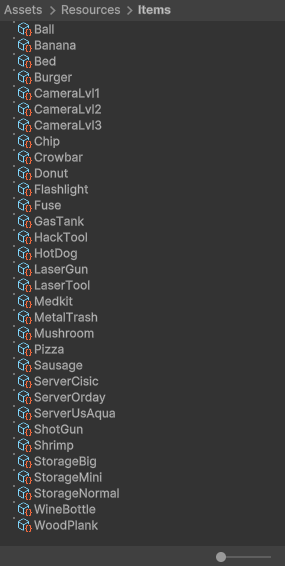 Assets > Resources > Items
Ball
Banana
Bed
Burger
CameraLvl1
CameraLvl2
CameraLvl3
Chip
Crowbar
Donut
Flashlight
Fuse
GasTank
HackTool
HotDog
LaserGun
LaserTool
Medkit
MetalTrash
Mushroom
Pizza
Sausage
ServerCisic
ServerOrday
ServerUsAqua
ShotGun
Shrimp
StorageBig
StorageMini
StorageNormal
WineBottle
WoodPlank